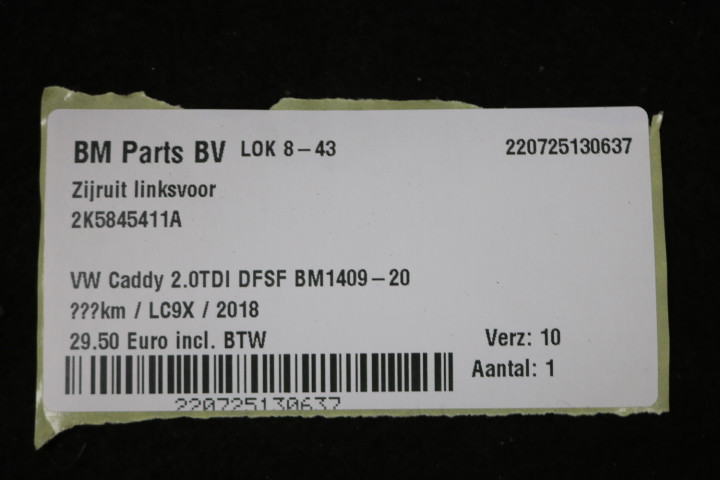 BM Parts BV LOK 8-43 220725130637
Zijruit linksvoor
2K5845411A
VW Caddy 2.0TDI DFSF BM1409-20
???km / LC9X / 2018
29.50 Euro incl. BTW Verz: 10
Aantal: 1
220725130637